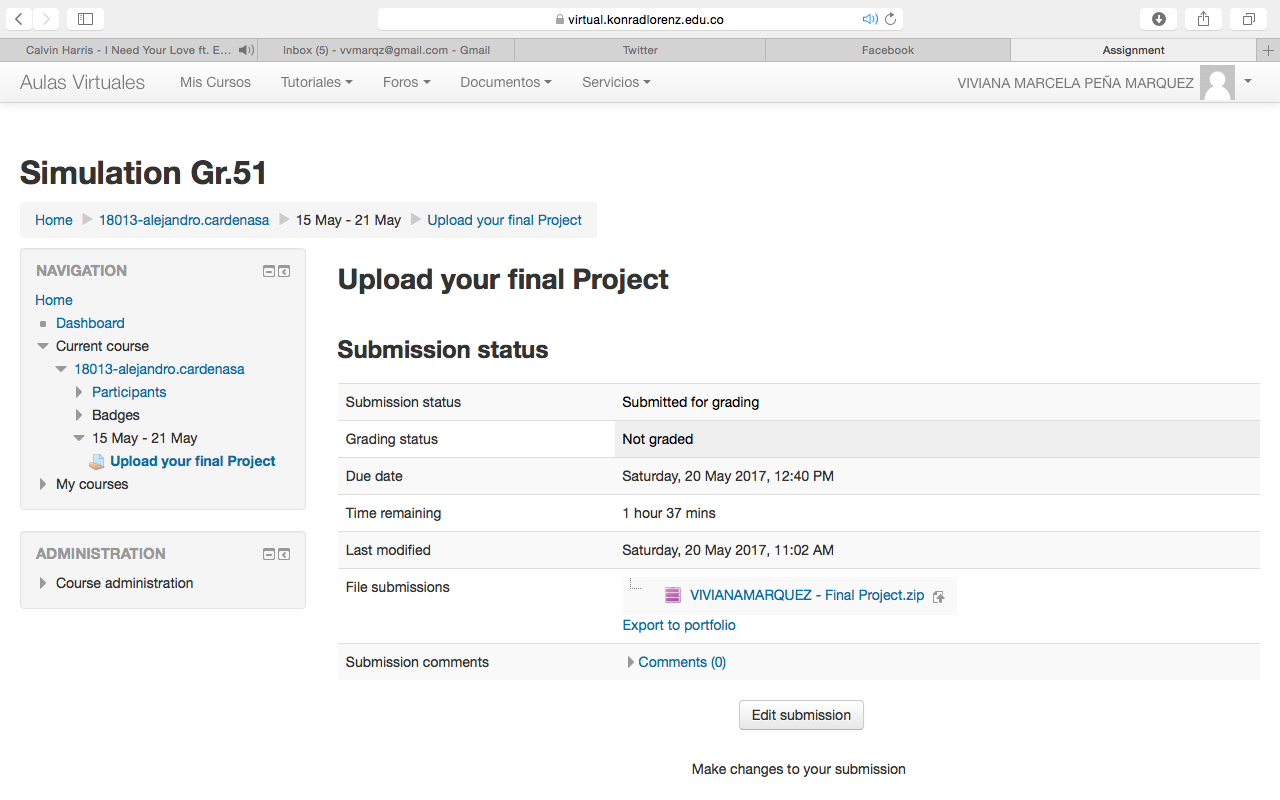 virtual.konradlorenz.edu.co
Calvin Harris - I Need Your Love ft. E... Inbox (5) - vvmarqz@gmail.com - Gmail Twitter Facebook Assignment
Aulas Virtuales Mis Cursos Tutoriales Foros Documentos Servicios VIVIANA MARCELA PEÑA MARQUEZ
Simulation Gr.51
Home 18013-alejandro.cardenasa 15 May - 21 May Upload your final Project
NAVIGATION
Home
Dashboard
Current course
18013-alejandro.cardenasa
Participants
Badges
15 May - 21 May
Upload your final Project
My courses
ADMINISTRATION
Course administration
Upload your final Project
Submission status
Submission status Submitted for grading
Grading status Not graded
Due date Saturday, 20 May 2017, 12:40 PM
Time remaining 1 hour 37 mins
Last modified Saturday, 20 May 2017, 11:02 AM
File submissions VIVIANAMARQUEZ - Final Project.zip
Export to portfolio
Submission comments Comments (0)
Edit submission
Make changes to your submission